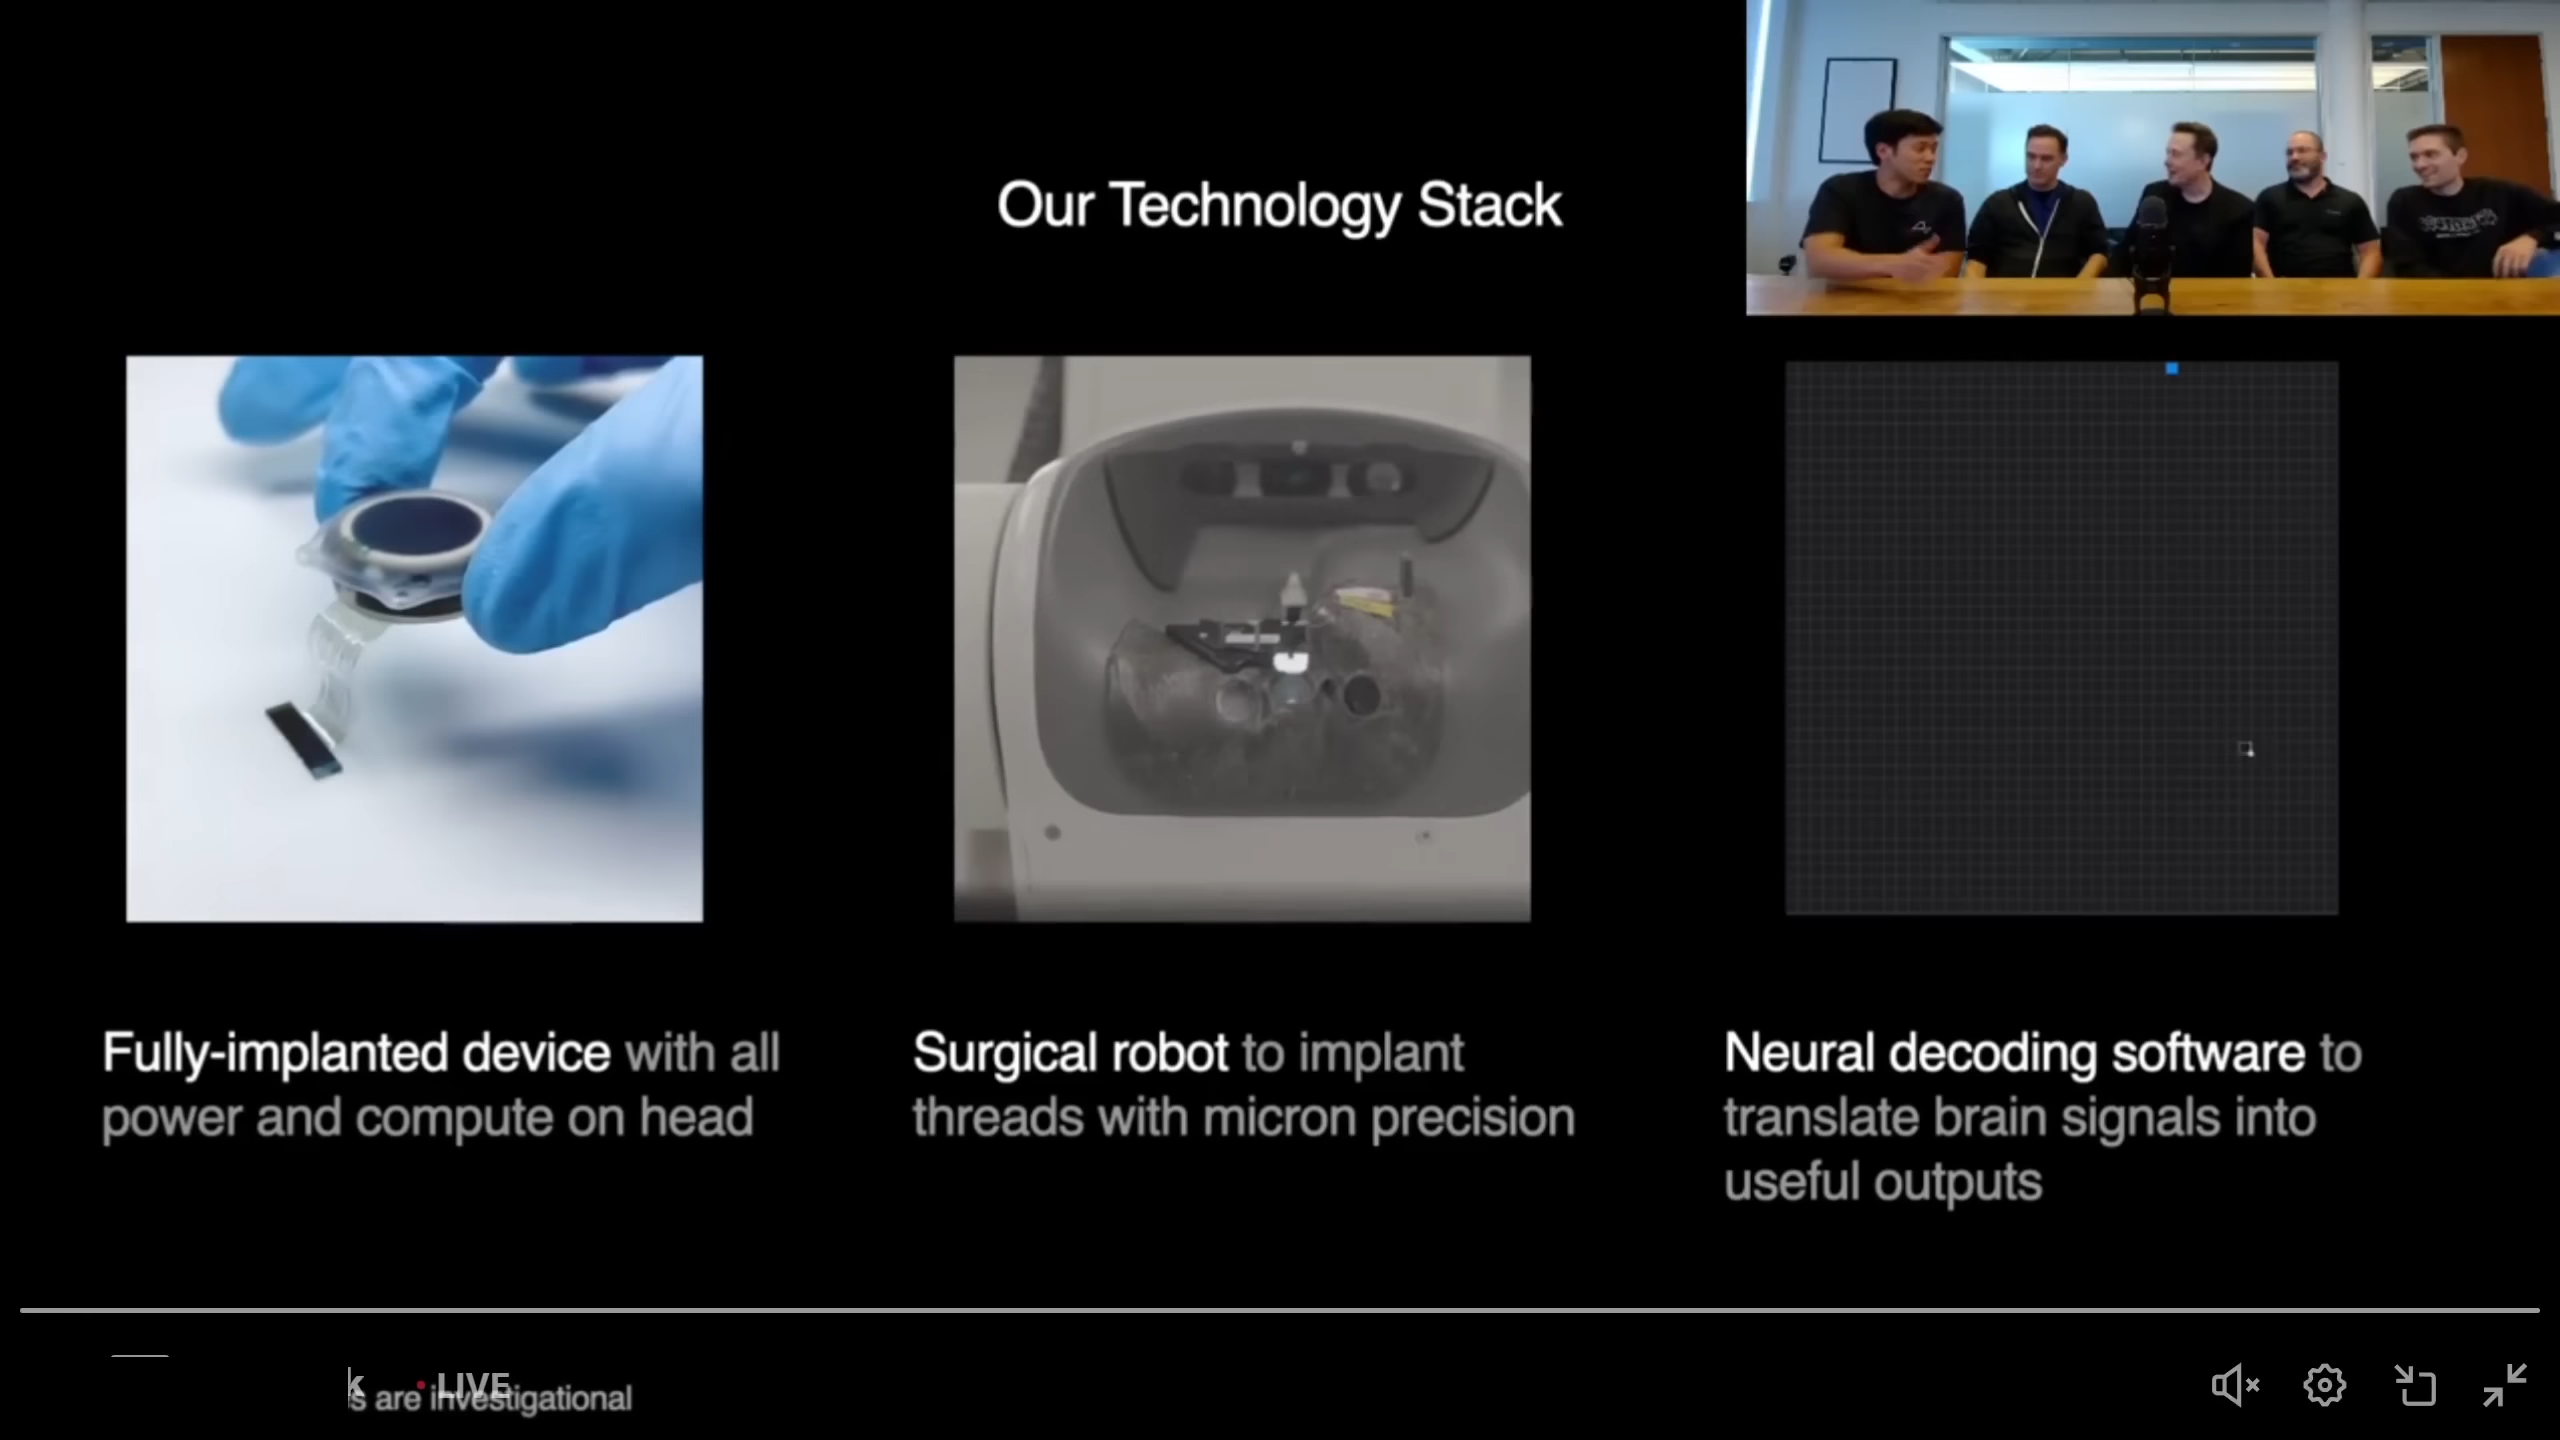 Our Technology Stack
Fully-implanted device with all
power and compute on head
Surgical robot to implant
threads with micron precision
Neural decoding software to
translate brain signals into
useful outputs
LIVE
are investigational